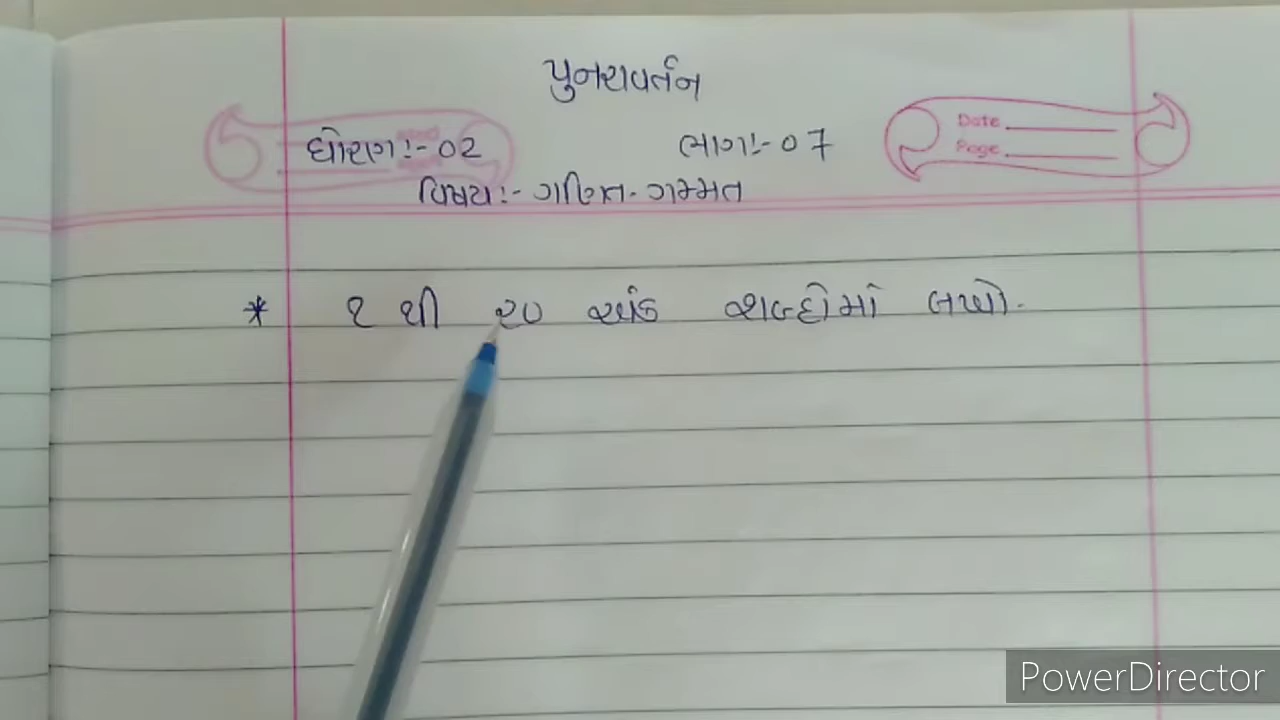 પુનરાવર્તન
ધોરણ:-02 ભાગ:-07
વિષય:- ગણિત-ગમ્મત
Date
Page
* ૧ થી ૨૦ અંક શબ્દોમાં લખો.
PowerDirector